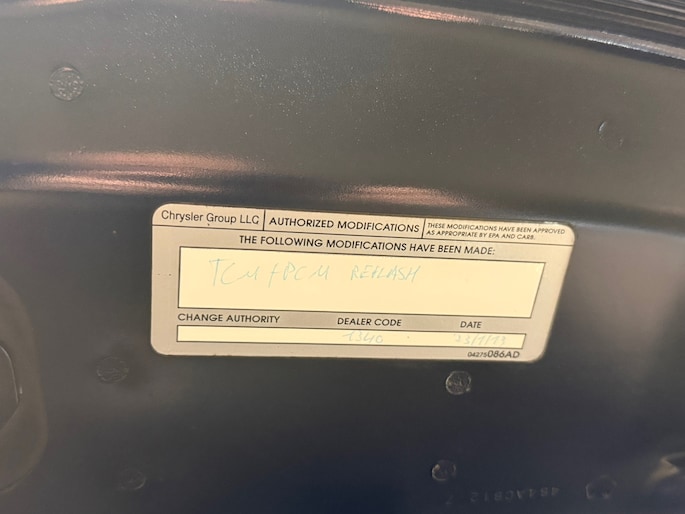 Chrysler Group LLC
AUTHORIZED MODIFICATIONS
THESE MODIFICATIONS HAVE BEEN APPROVED
AS APPROPRIATE BY EPA AND CARB.
THE FOLLOWING MODIFICATIONS HAVE BEEN MADE:
TCM + PCM REFLASH
CHANGE AUTHORITY DEALER CODE DATE
04275086AD